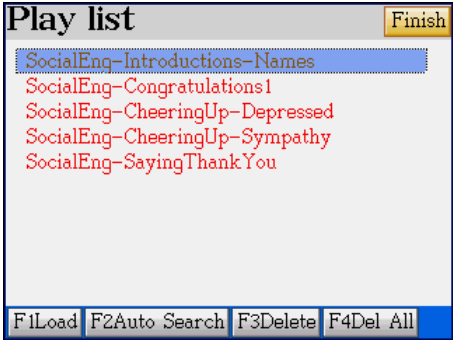 Play list
Finish
SocialEng-Introductions-Names
SocialEng-Congratulations1
SocialEng-CheeringUp-Depressed
SocialEng-CheeringUp-Sympathy
SocialEng-SayingThankYou
F1Load F2Auto Search F3Delete F4Del All